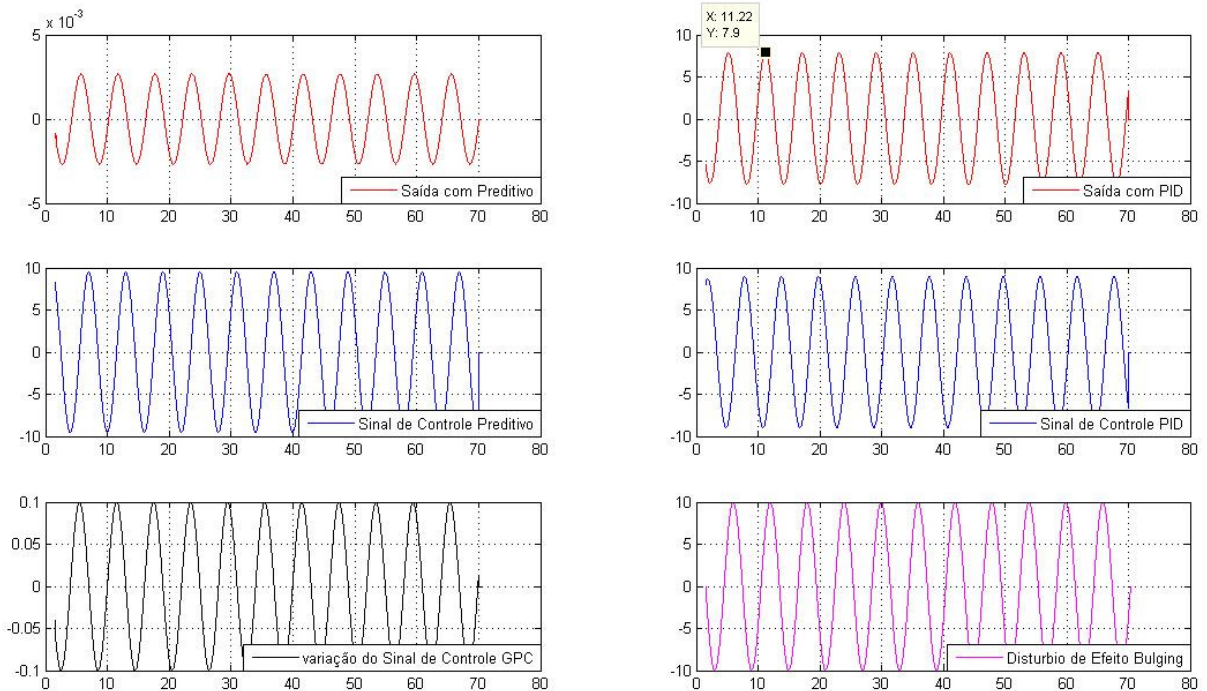 x 10⁻³
5
0
-5
0 10 20 30 40 50 60 70 80
Saída com Preditivo
X: 11.22
Y: 7.9
10
5
0
-5
-10
0 10 20 30 40 50 60 70 80
Saída com PID
10
5
0
-5
-10
0 10 20 30 40 50 60 70 80
Sinal de Controle Preditivo
10
5
0
-5
-10
0 10 20 30 40 50 60 70 80
Sinal de Controle PID
0.1
0.05
0
-0.05
-0.1
0 10 20 30 40 50 60 70 80
variação do Sinal de Controle GPC
10
5
0
-5
-10
0 10 20 30 40 50 60 70 80
Disturbio de Efeito Bulging